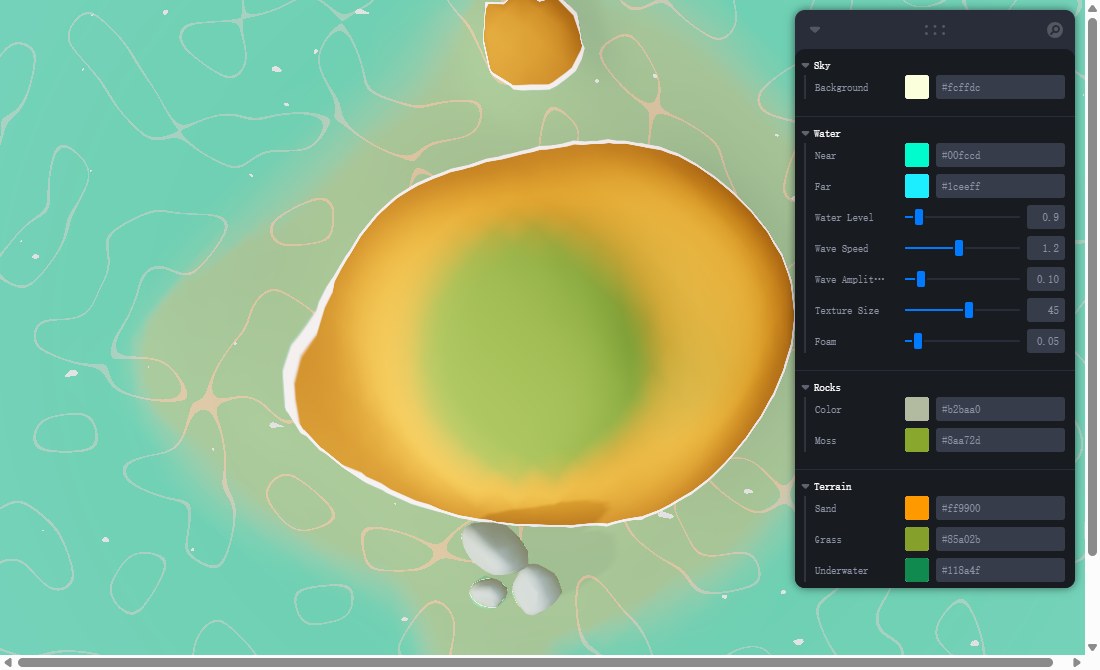 Sky
Background #fcffdc
Water
Near #00fccd
Far #1ceeff
Water Level 0.9
Wave Speed 1.2
Wave Amplit… 0.10
Texture Size 45
Foam 0.05
Rocks
Color #b2baa0
Moss #8aa72d
Terrain
Sand #ff9900
Grass #85a02b
Underwater #118a4f